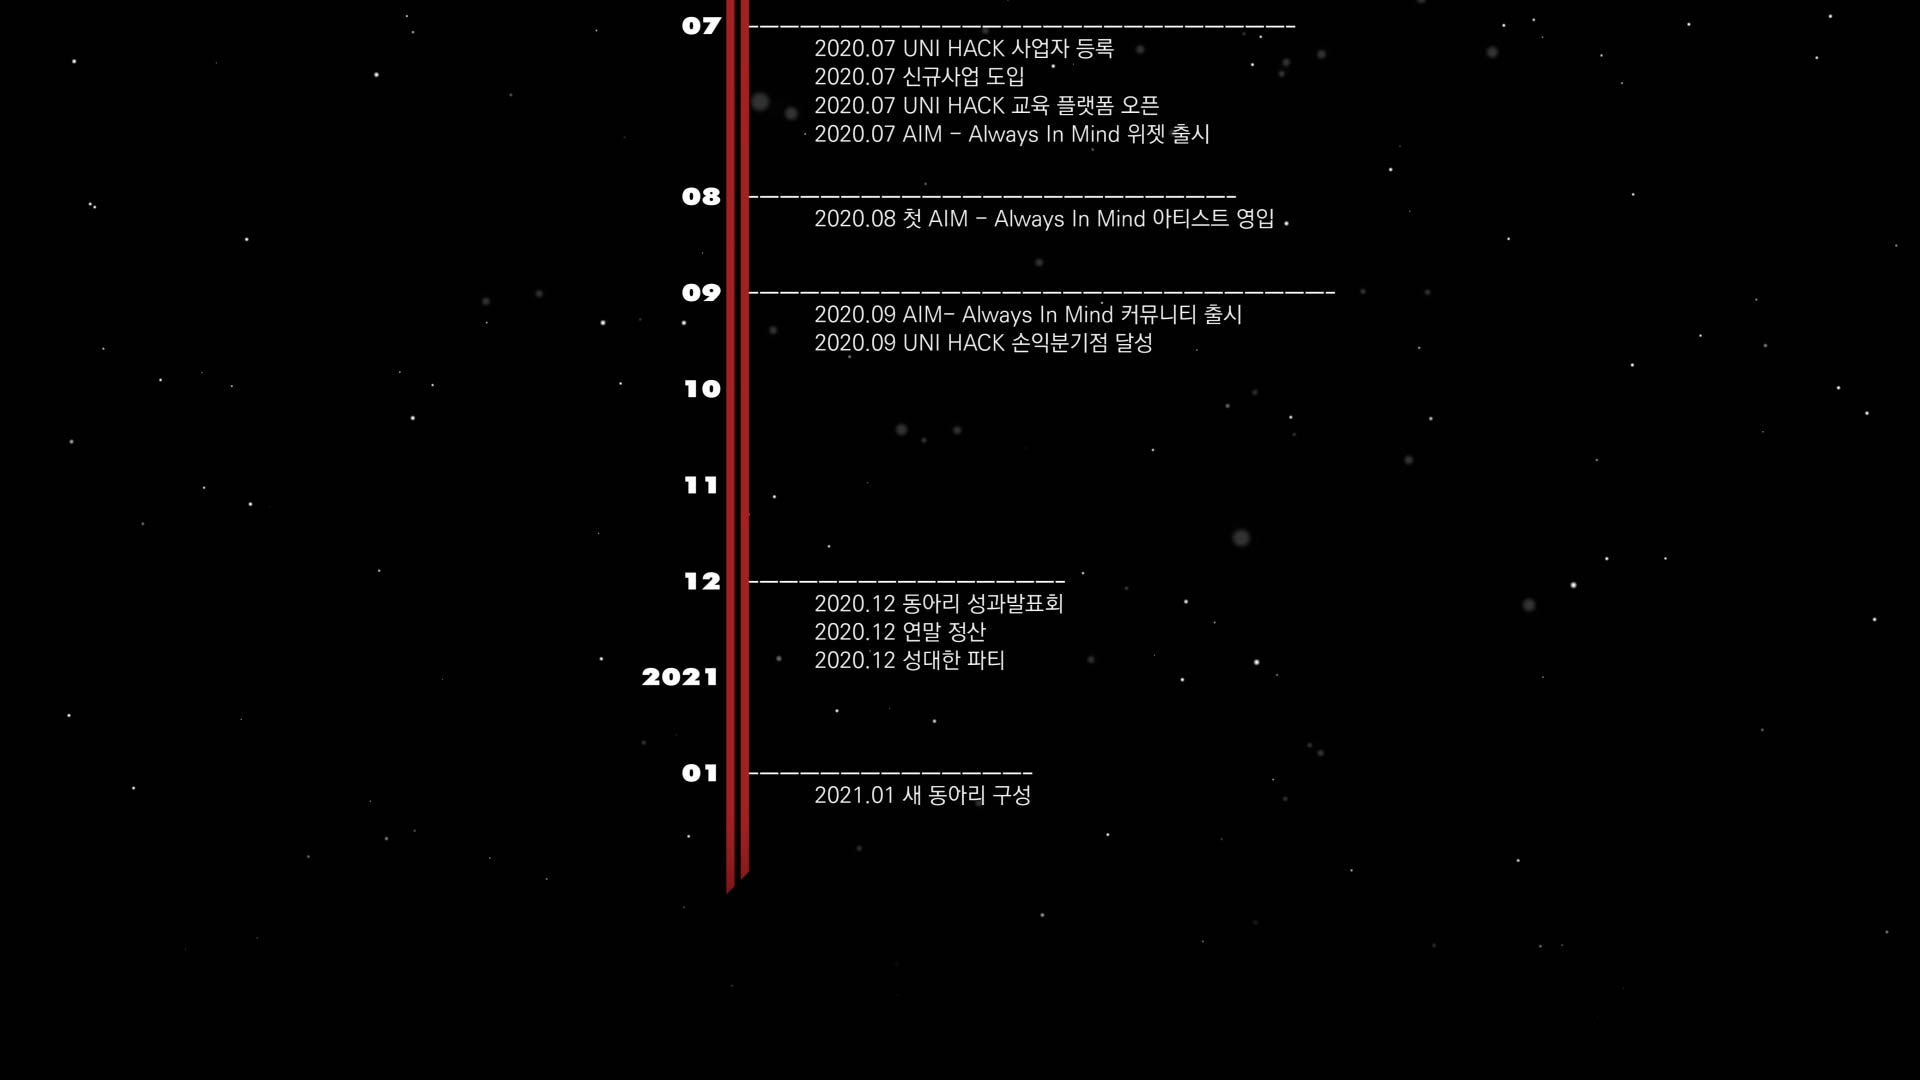 07
2020.07 UNI HACK 사업자 등록
2020.07 신규사업 도입
2020.07 UNI HACK 교육 플랫폼 오픈
2020.07 AIM - Always In Mind 위젯 출시
08
2020.08 첫 AIM - Always In Mind 아티스트 영입
09
2020.09 AIM- Always In Mind 커뮤니티 출시
2020.09 UNI HACK 손익분기점 달성
10
11
12
2020.12 동아리 성과발표회
2020.12 연말 정산
2020.12 성대한 파티
2021
01
2021.01 새 동아리 구성